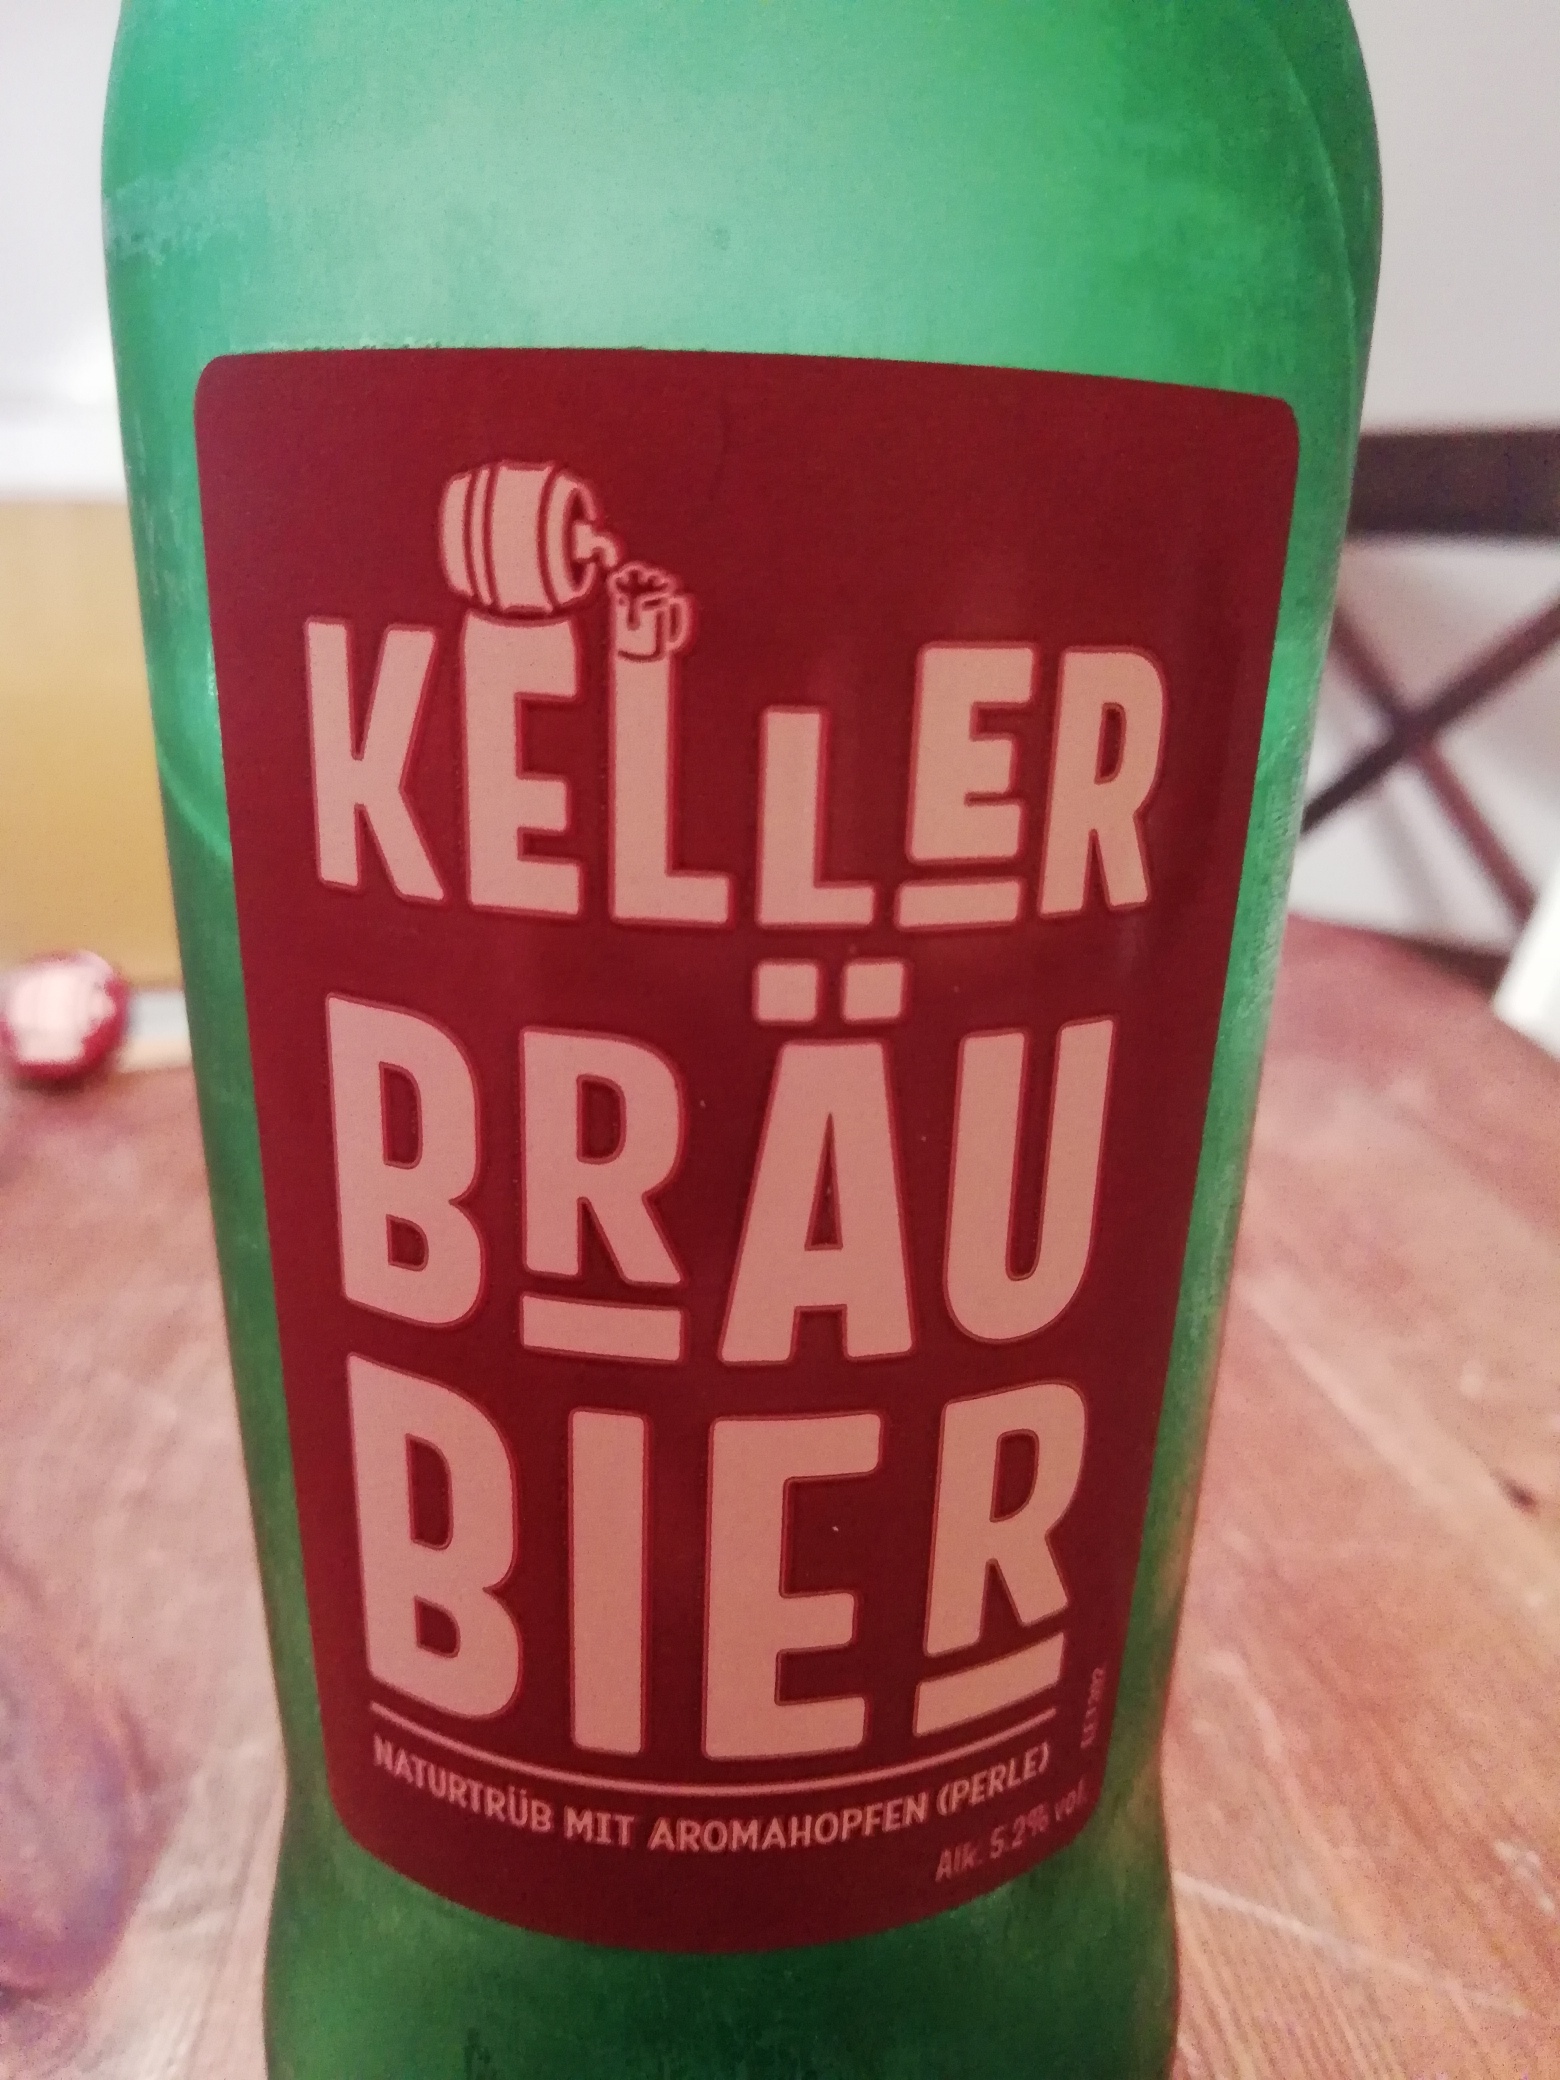 KELLER
BRÄU
BIER
NATURTRÜB MIT AROMAHOPFEN (PERLE)
Alk. 5.2% vol.